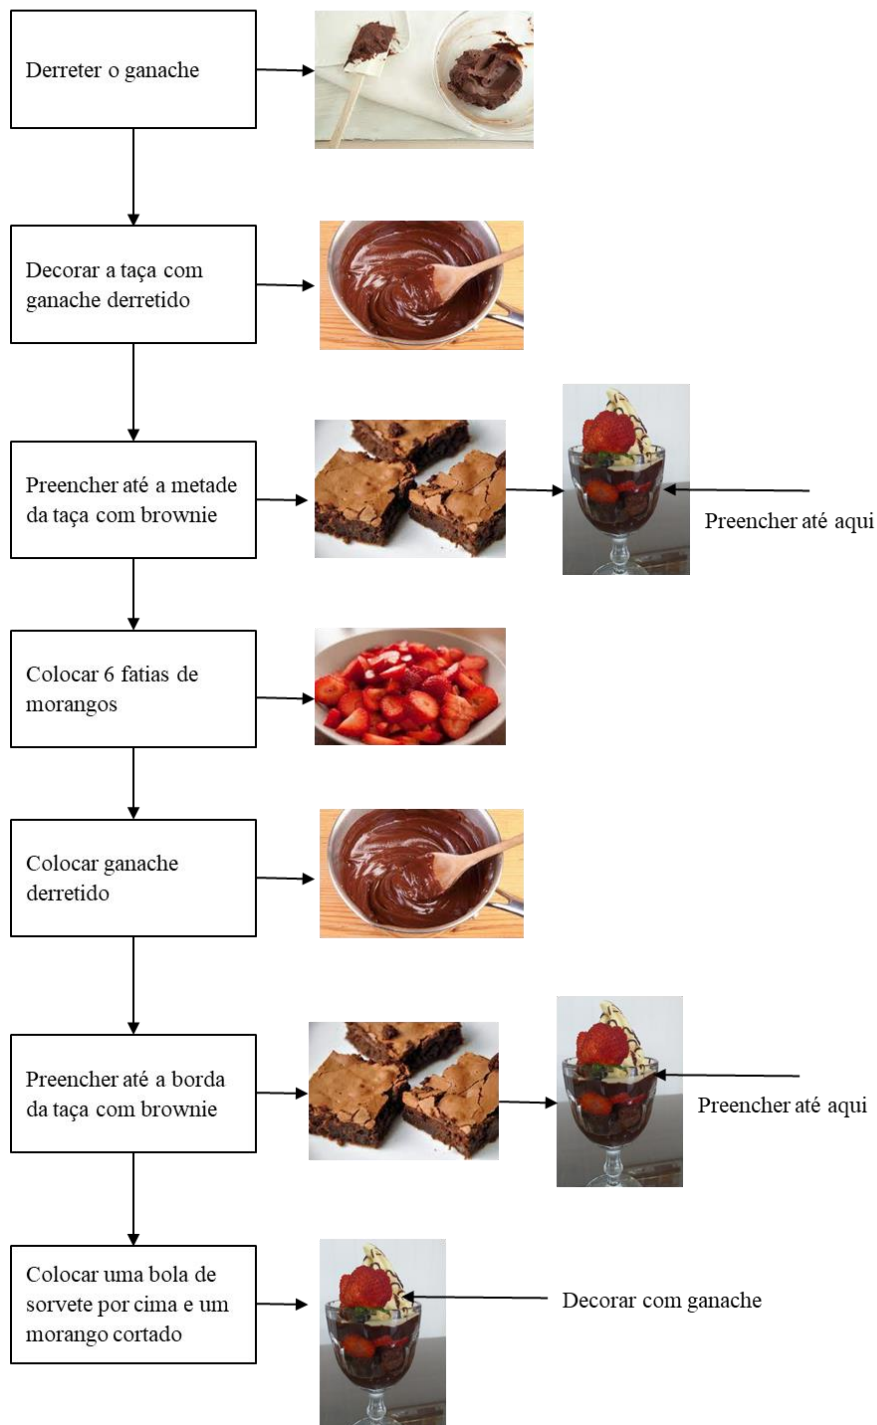 Derreter o ganache
Decorar a taça com
ganache derretido
Preencher até a metade
da taça com brownie
Preencher até aqui
Colocar 6 fatias de
morangos
Colocar ganache
derretido
Preencher até a borda
da taça com brownie
Preencher até aqui
Colocar uma bola de
sorvete por cima e um
morango cortado
Decorar com ganache